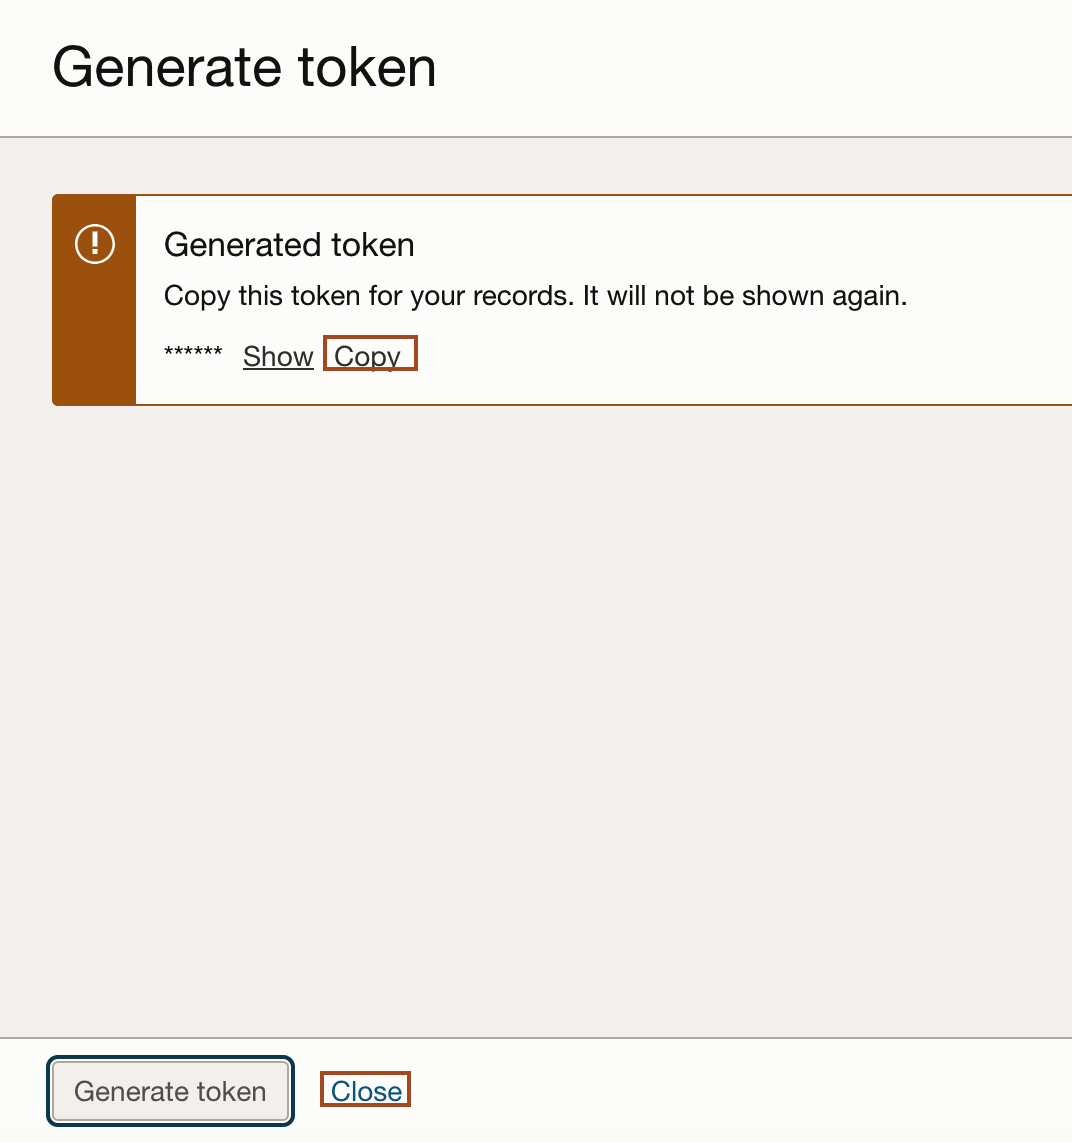 Generate token
Generated token
Copy this token for your records. It will not be shown again.
****** Show Copy
Generate token Close